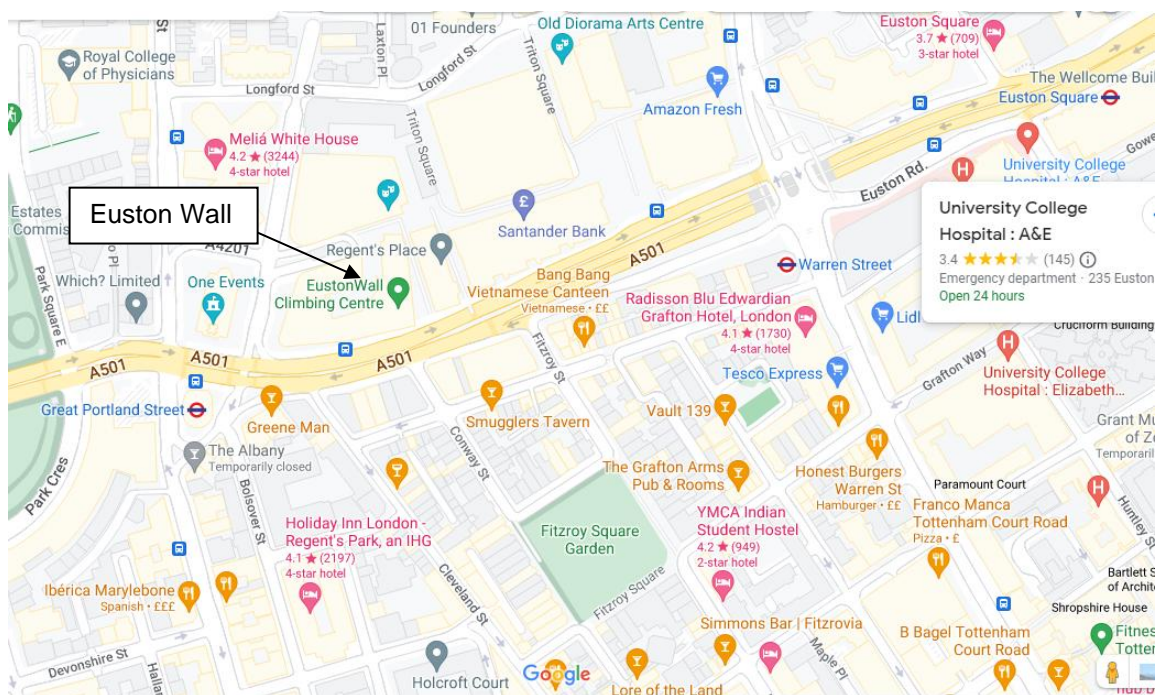 01 Founders
Old Diorama Arts Centre
Euston Square
3.7 ★ (709)
3-star hotel
Royal College
of Physicians
Laxton Pl
Longford St
Longford St
Triton Square
Triton Square
Amazon Fresh
The Wellcome Buil
Euston Square
Meliá White House
4.2 ★ (3244)
4-star hotel
Euston Rd.
University College
Hospital : A&E
Gowe
University College
Hospital : A&E
3.4 ★★★★★ (145)
Emergency department · 235 Euston
Open 24 hours
Euston Wall
Estates
Commis
A4201
Regent's Place
£
Santander Bank
Park Square E
Which? Limited
One Events
EustonWall
Climbing Centre
Bang Bang
Vietnamese Canteen
Vietnamese · ££
Warren Street
Radisson Blu Edwardian
Grafton Hotel, London
4.1 ★ (1730)
4-star hotel
Lidl
Cruciform Building
A501
A501
A501
A501
Fitzroy St
Tesco Express
Grafton Way
University College
Hospital : Elizabeth...
Great Portland Street
Greene Man
Smugglers Tavern
Vault 139
Grant Mu
of Z
Temporaril
The Albany
Temporarily closed
Conway St
Park Cres
Bolsover St
The Grafton Arms
Pub & Rooms
Honest Burgers
Warren St
Hamburger · ££
Paramount Court
Huntley St
Holiday Inn London -
Regent's Park, an IHG
4.1 ★ (2197)
4-star hotel
Fitzroy Square
Garden
YMCA Indian
Student Hostel
4.2 ★ (949)
2-star hotel
Franco Manca
Tottenham Court Road
Pizza · £
Ibérica Marylebone
Spanish · £££
Cleveland St
Fitzroy Square
Bartlett S
of Archite
Shropshire House
Simmons Bar | Fitzrovia
B Bagel Tottenham
Court Road
Fitnes
Totter
Devonshire St
Halla
Holcroft Court
Google
Lore of the Land
Maple Pl